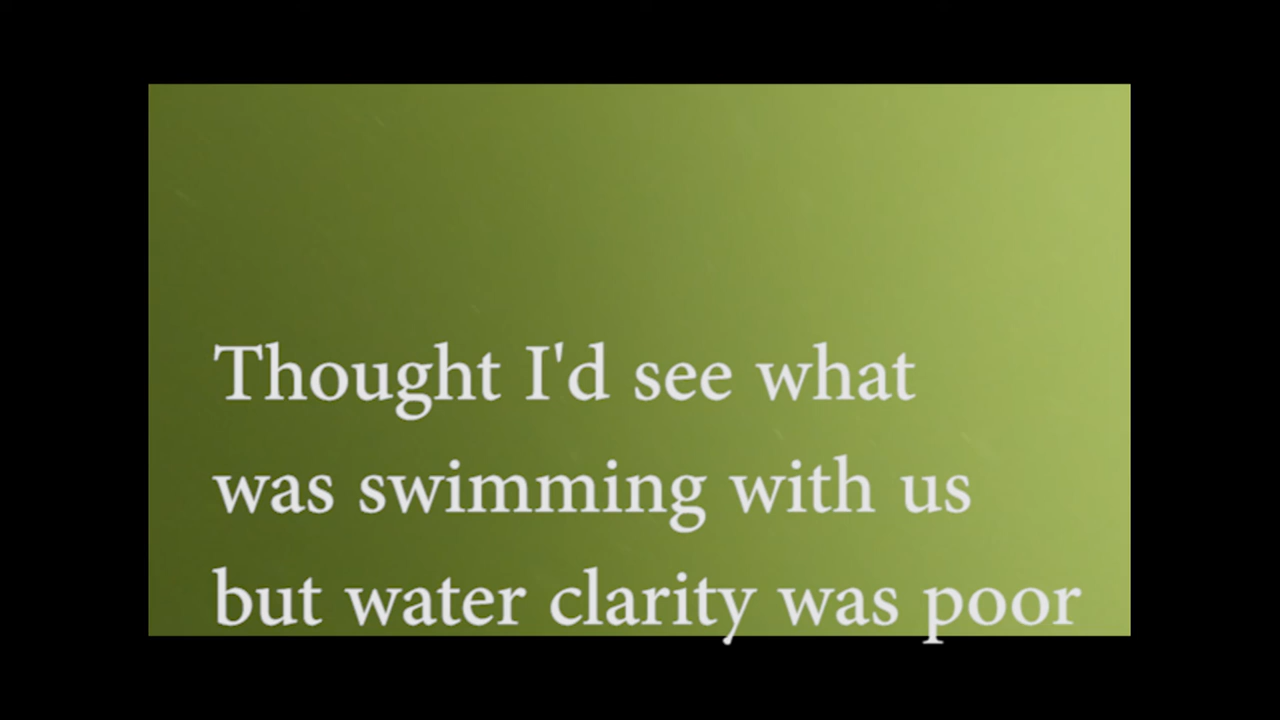 Thought I'd see what
was swimming with us
but water clarity was poor